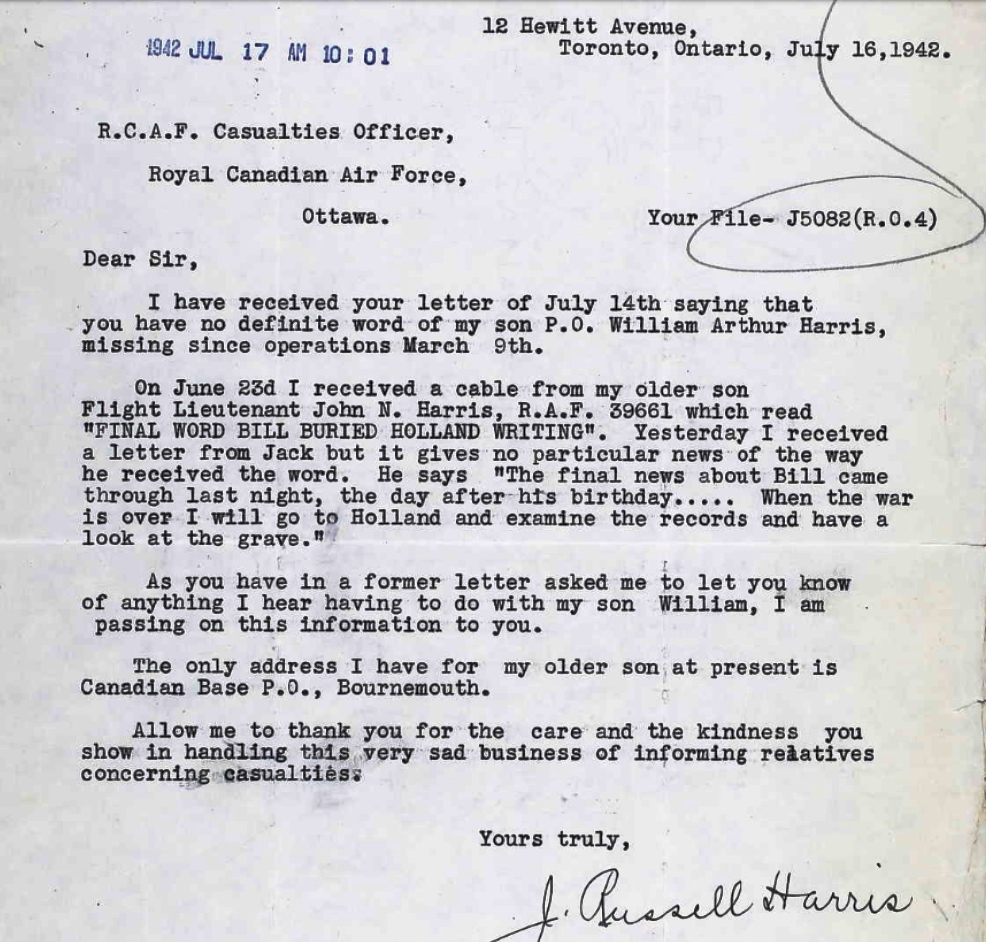 12 Hewitt Avenue,
1942 JUL 17 AM 10:01
Toronto, Ontario, July 16,1942.
R.C.A.F. Casualties Officer,
Royal Canadian Air Force,
Ottawa.
Your File- J5082(R.O.4)
Dear Sir,
I have received your letter of July 14th saying that
you have no definite word of my son P.O. William Arthur Harris,
missing since operations March 9th.
On June 23d I received a cable from my older son
Flight Lieutenant John N. Harris, R.A.F. 39661 which read
"FINAL WORD BILL BURIED HOLLAND WRITING". Yesterday I received
a letter from Jack but it gives no particular news of the way
he received the word. He says "The final news about Bill came
through last night, the day after his birthday..... When the war
is over I will go to Holland and examine the records and have a
look at the grave."
As you have in a former letter asked me to let you know
of anything I hear having to do with my son William, I am
passing on this information to you.
The only address I have for my older son at present is
Canadian Base P.O., Bournemouth.
Allow me to thank you for the care and the kindness you
show in handling this very sad business of informing relatives
concerning casualties.
Yours truly,
J. Russell Harris